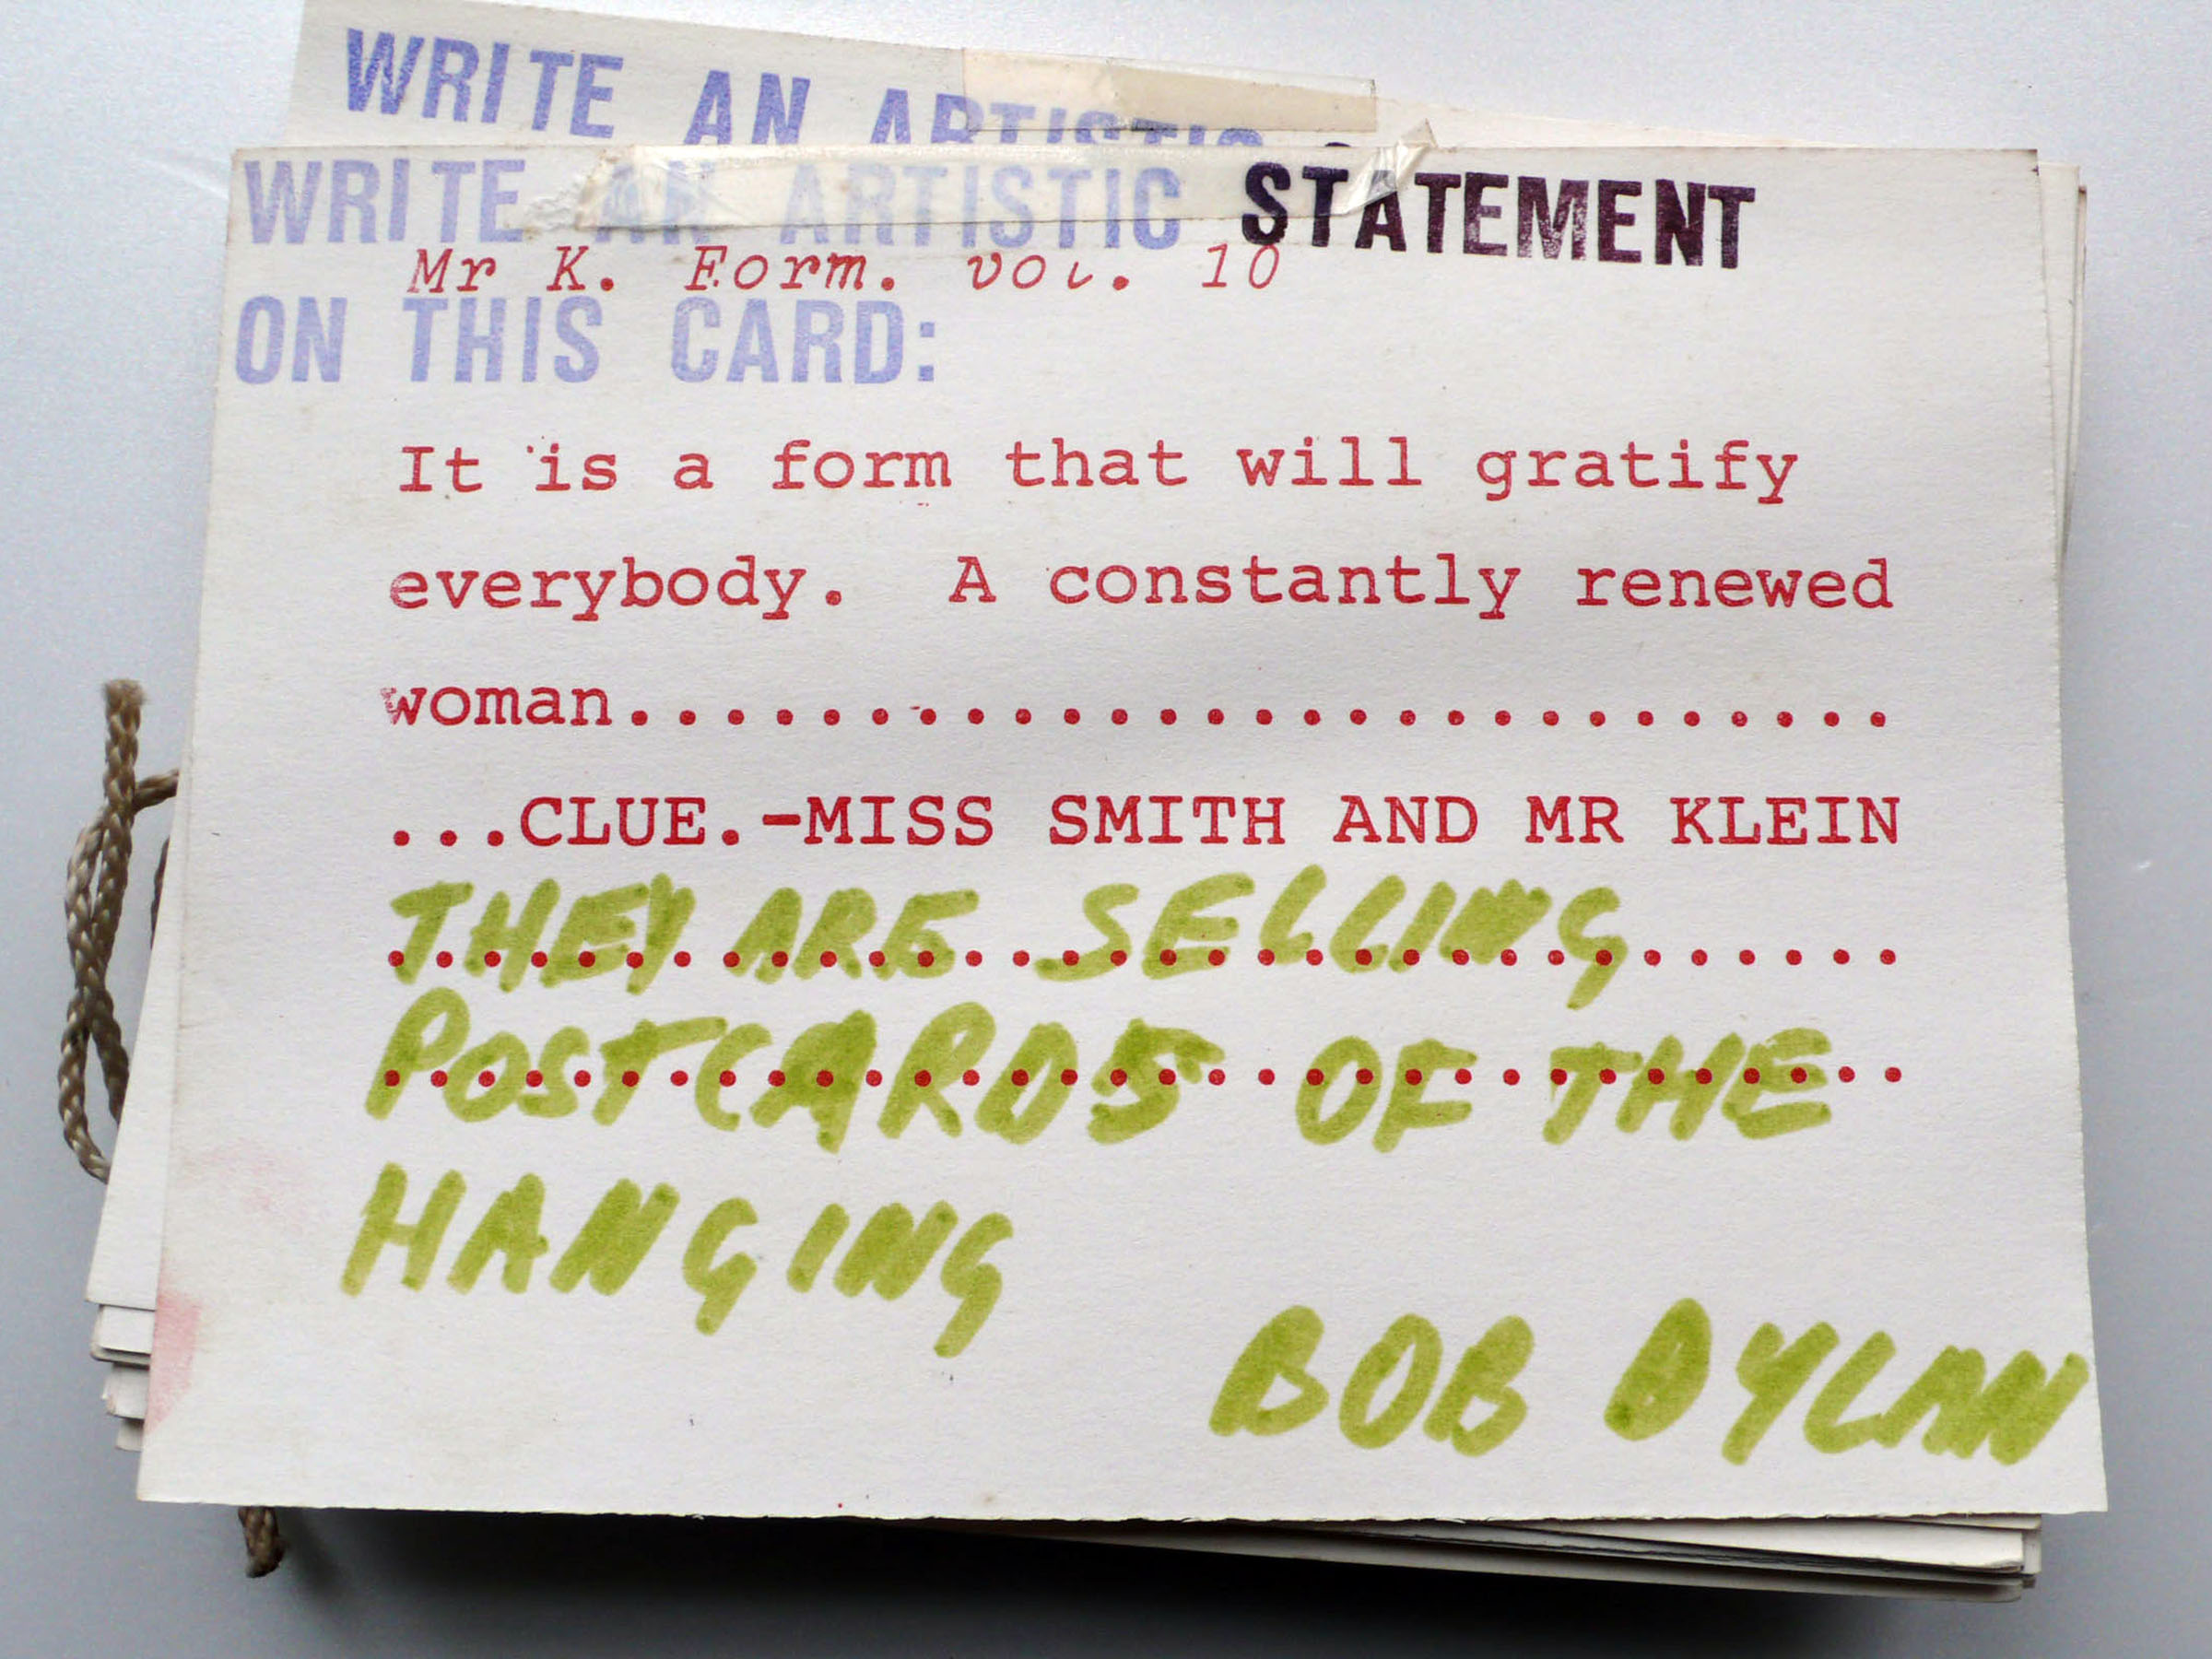 WRITE AN ARTISTIC
WRITE AN ARTISTIC STATEMENT
Mr K. Form. vol. 10
ON THIS CARD:
It is a form that will gratify
everybody. A constantly renewed
woman...........................
...CLUE.-MISS SMITH AND MR KLEIN
THEY ARE SELLING
................................
POSTCARDS OF THE
................................
HANGING
BOB DYLAN